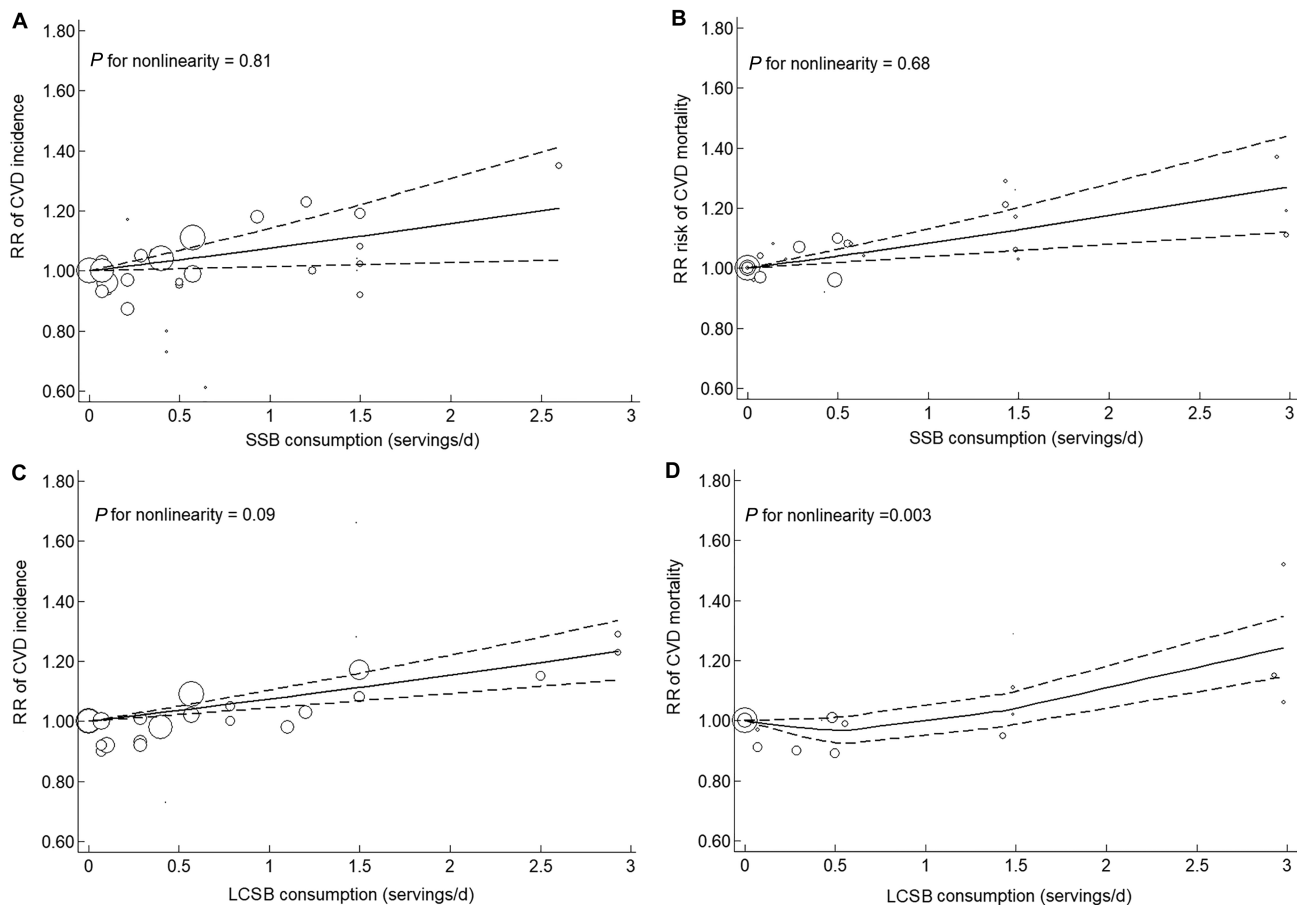 A
1.80
1.60
1.40
1.20
1.00
0.80
0.60
RR of CVD incidence
P for nonlinearity = 0.81
0 0.5 1 1.5 2 2.5 3
SSB consumption (servings/d)
B
1.80
1.60
1.40
1.20
1.00
0.80
0.60
RR risk of CVD mortality
P for nonlinearity = 0.68
0 0.5 1 1.5 2 2.5 3
SSB consumption (servings/d)
C
1.80
1.60
1.40
1.20
1.00
0.80
0.60
RR of CVD incidence
P for nonlinearity = 0.09
0 0.5 1 1.5 2 2.5 3
LCSB consumption (servings/d)
D
1.80
1.60
1.40
1.20
1.00
0.80
0.60
RR of CVD mortality
P for nonlinearity =0.003
0 0.5 1 1.5 2 2.5 3
LCSB consumption (servings/d)